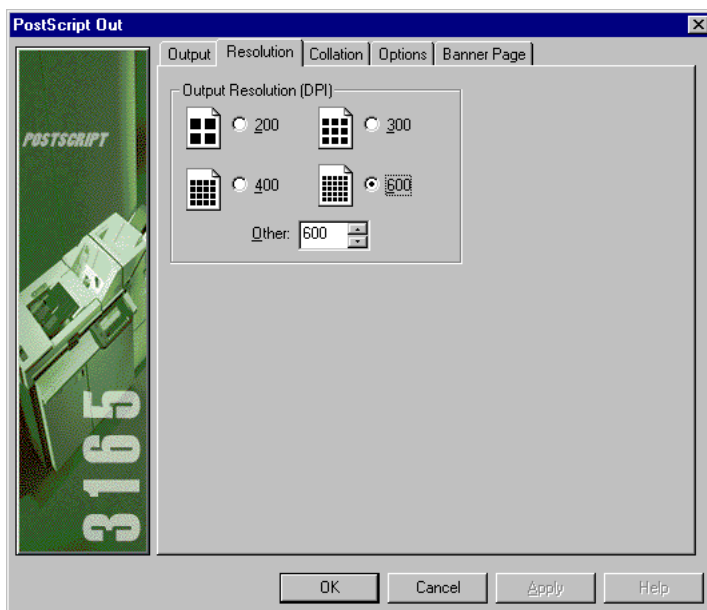 PostScript Out
Output Resolution Collation Options Banner Page
POSTSCRIPT
3165
Output Resolution (DPI)
200 300
400 600
Other: 600
OK Cancel Apply Help